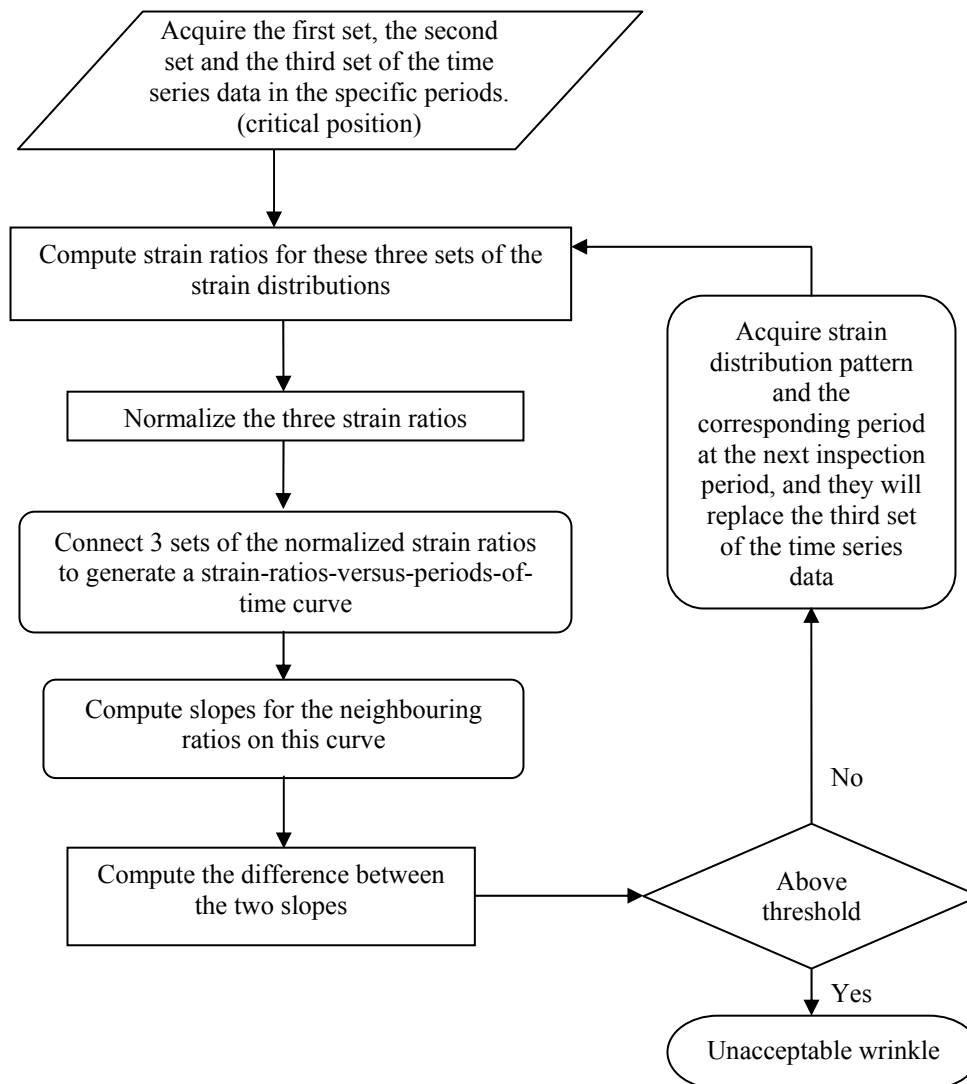 Acquire the first set, the second
set and the third set of the time
series data in the specific periods.
(critical position)
Compute strain ratios for these three sets of the
strain distributions
Normalize the three strain ratios
Connect 3 sets of the normalized strain ratios
to generate a strain-ratios-versus-periods-of-
time curve
Compute slopes for the neighbouring
ratios on this curve
Compute the difference between
the two slopes
Above
threshold
No
Acquire strain
distribution pattern
and the
corresponding period
at the next inspection
period, and they will
replace the third set
of the time series
data
Yes
Unacceptable wrinkle